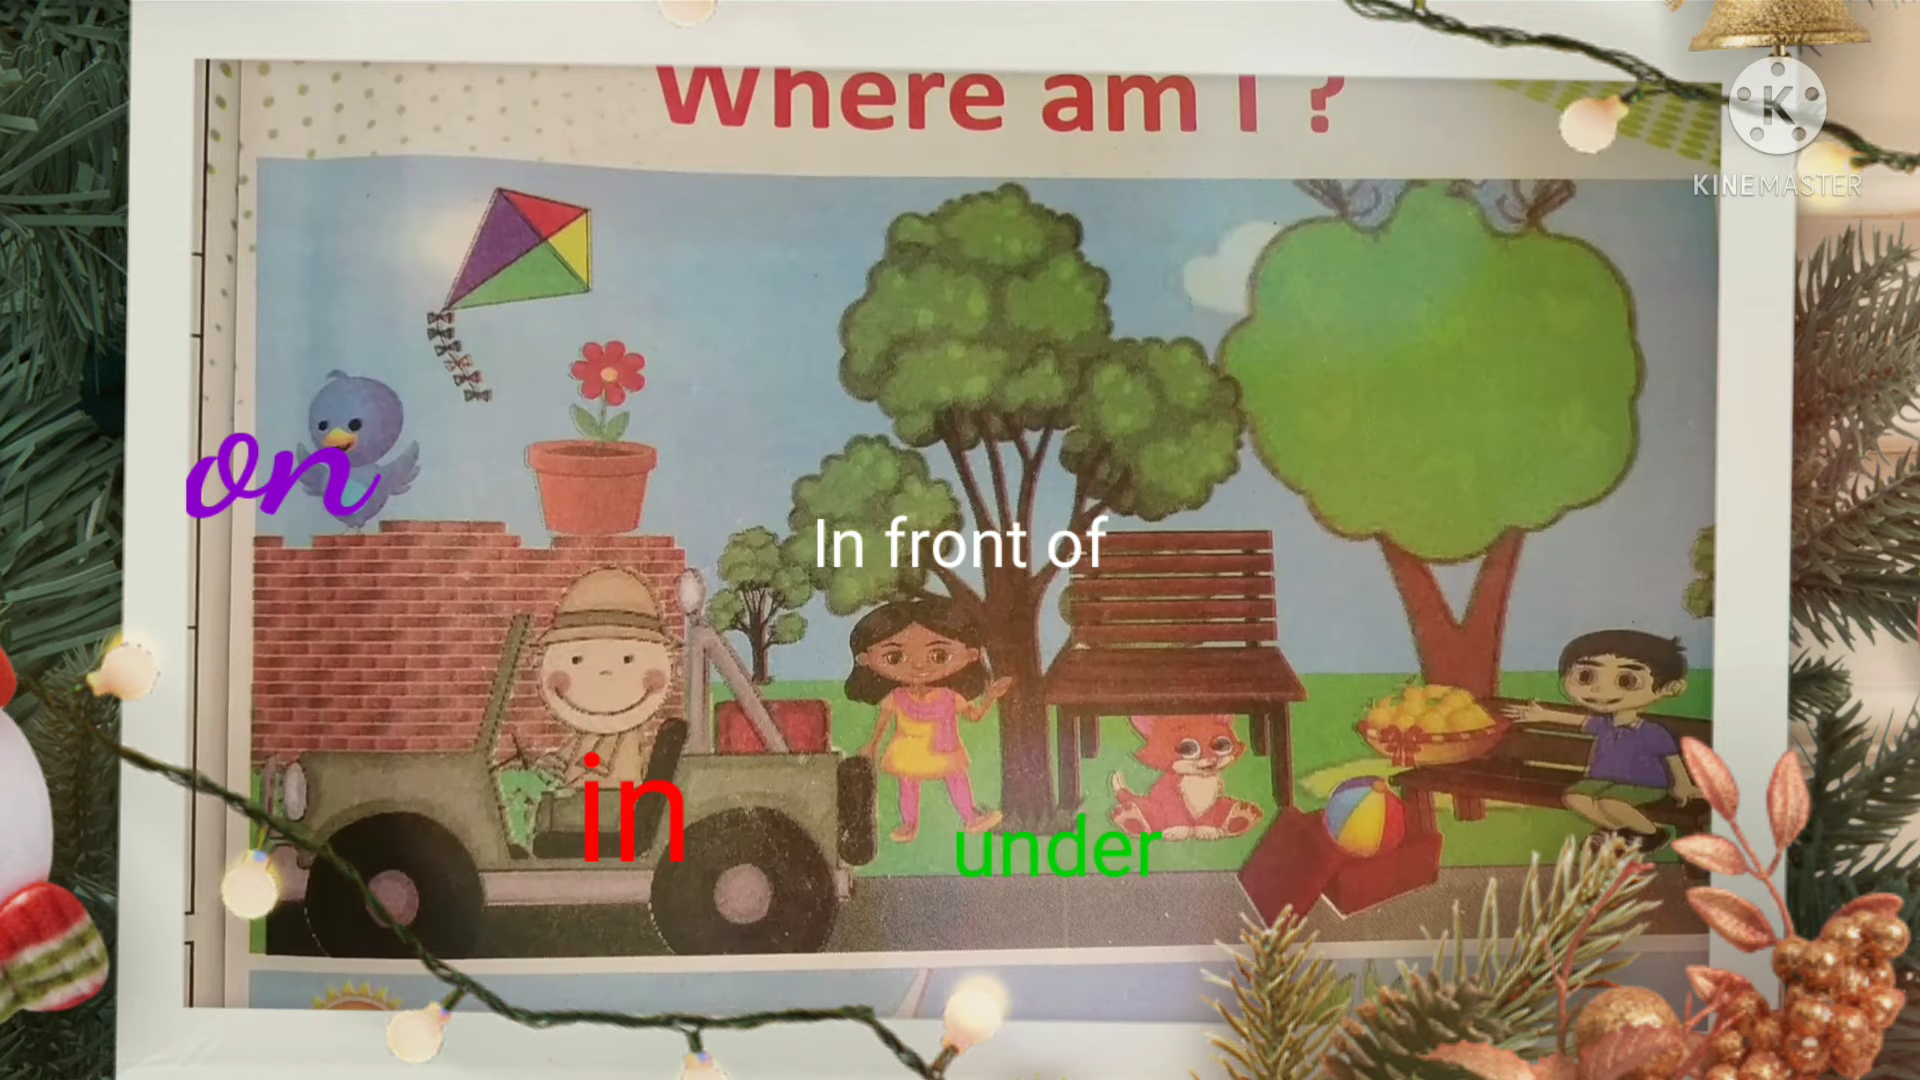 Where am I ?
KINEMASTER
on
In front of
in
under